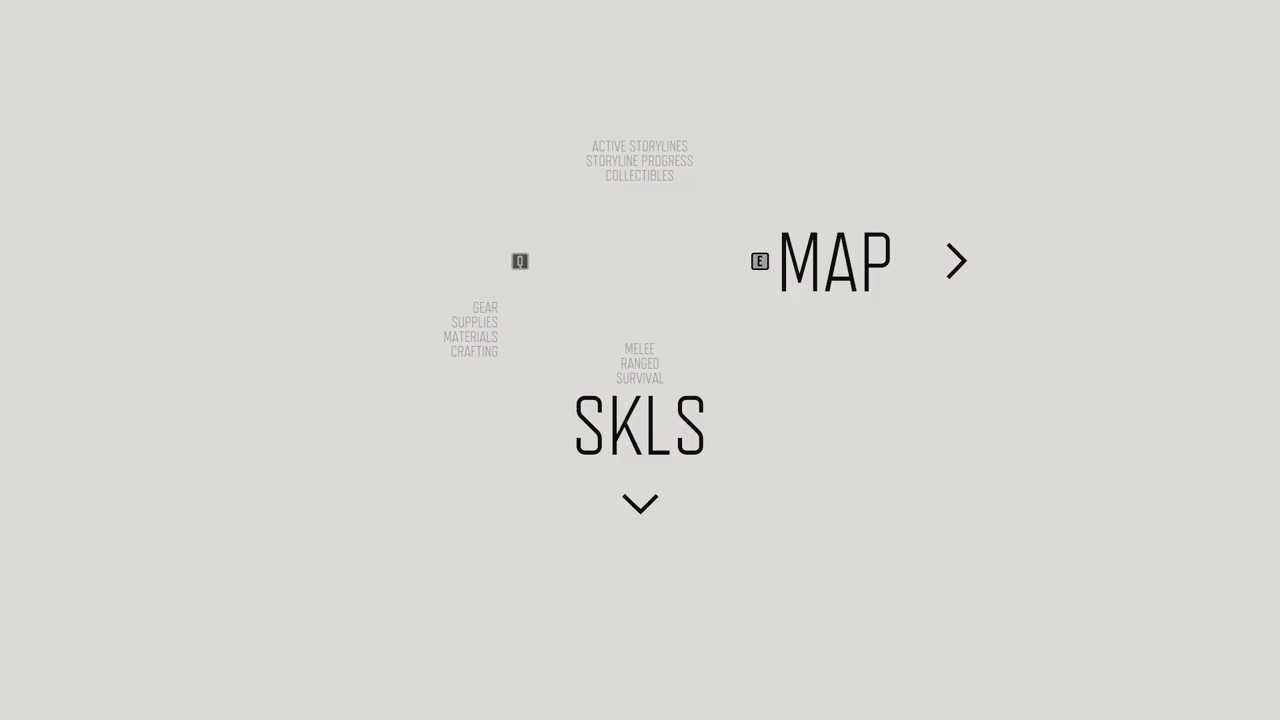 ACTIVE STORYLINES
STORYLINE PROGRESS
COLLECTIBLES
Q
E
MAP
GEAR
SUPPLIES
MATERIALS
CRAFTING
MELEE
RANGED
SURVIVAL
SKLS